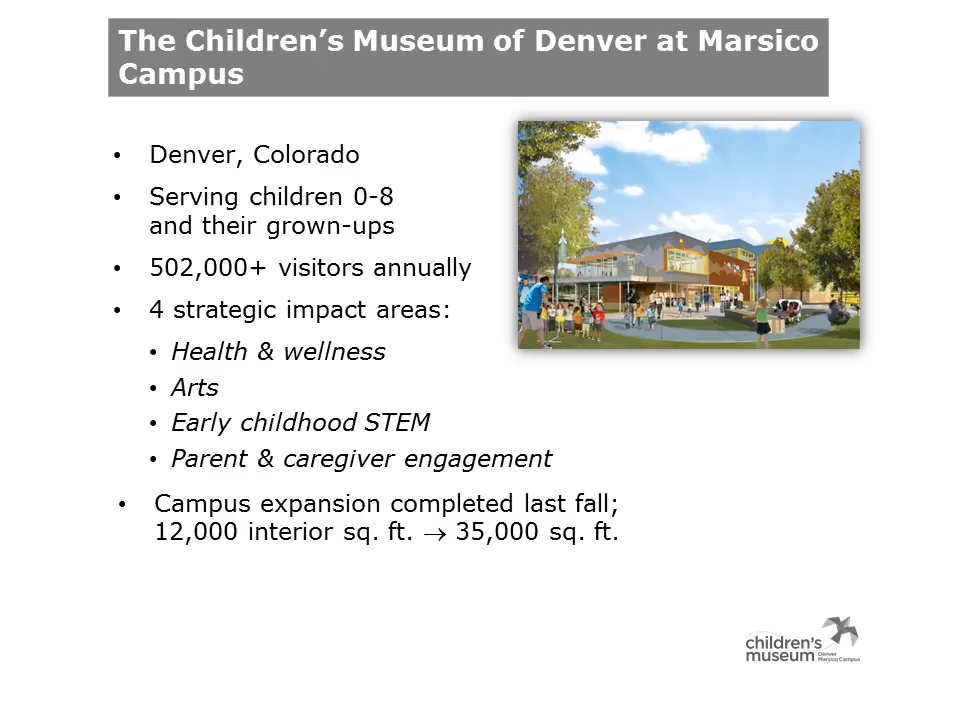 The Children’s Museum of Denver at Marsico
Campus
• Denver, Colorado
• Serving children 0-8
and their grown-ups
• 502,000+ visitors annually
• 4 strategic impact areas:
• Health & wellness
• Arts
• Early childhood STEM
• Parent & caregiver engagement
• Campus expansion completed last fall;
12,000 interior sq. ft. → 35,000 sq. ft.
children's
museum Denver
Marsico Campus